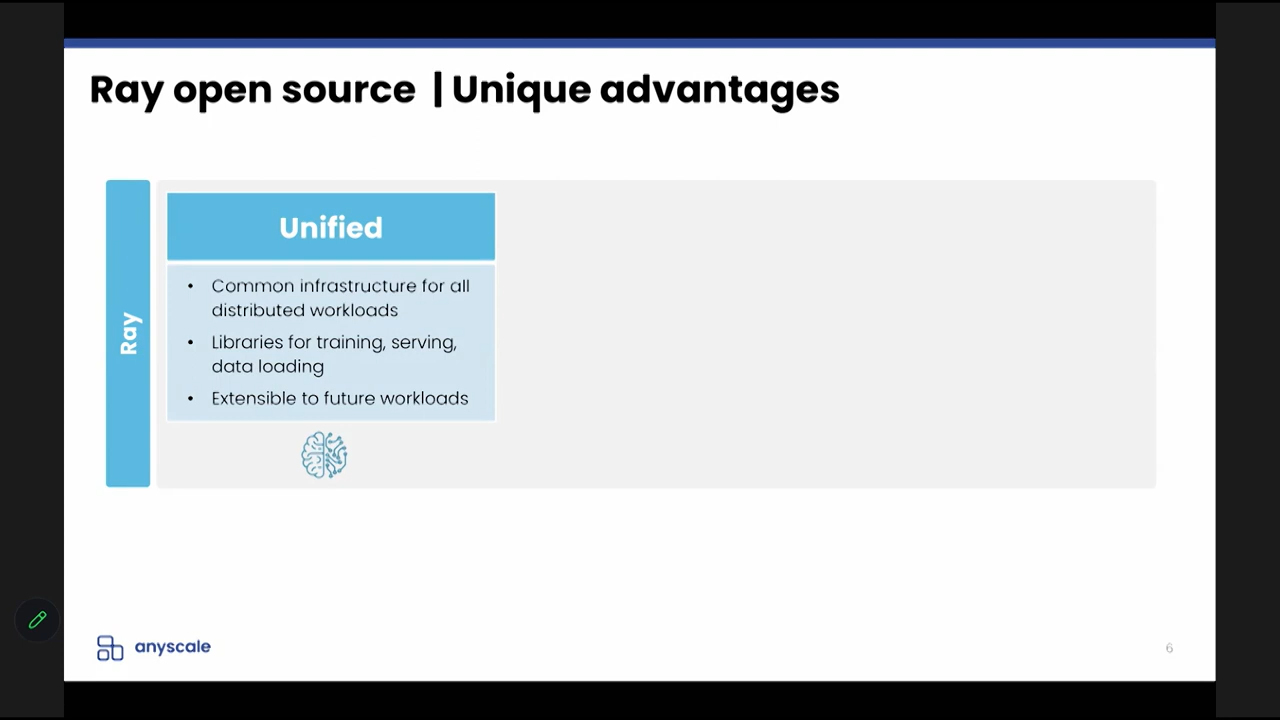 Ray open source | Unique advantages
Ray
Unified
• Common infrastructure for all
distributed workloads
• Libraries for training, serving,
data loading
• Extensible to future workloads
anyscale
6